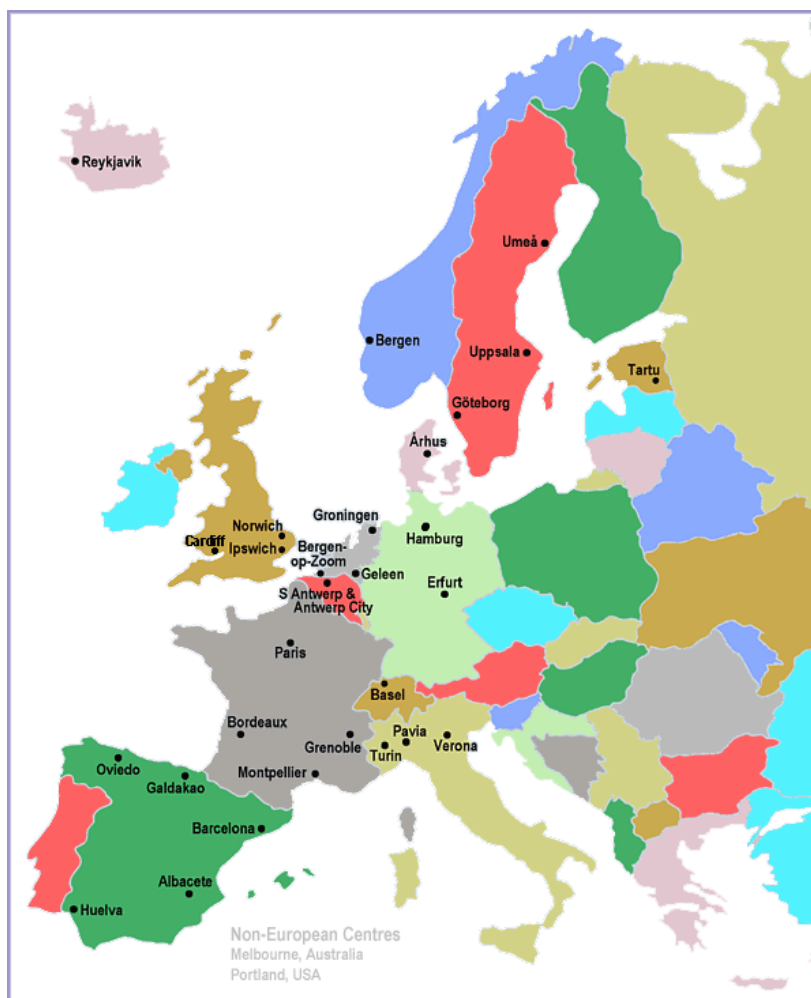 Reykjavik
Umeå
Bergen
Uppsala
Tartu
Göteborg
Århus
Groningen
Norwich
Hamburg
Cardiff
Ipswich
Bergen-
op-Zoom
Geleen
Erfurt
S Antwerp &
Antwerp City
Paris
Basel
Bordeaux
Grenoble
Pavia
Turin
Verona
Oviedo
Galdakao
Montpellier
Barcelona
Albacete
Huelva
Non-European Centres
Melbourne, Australia
Portland, USA